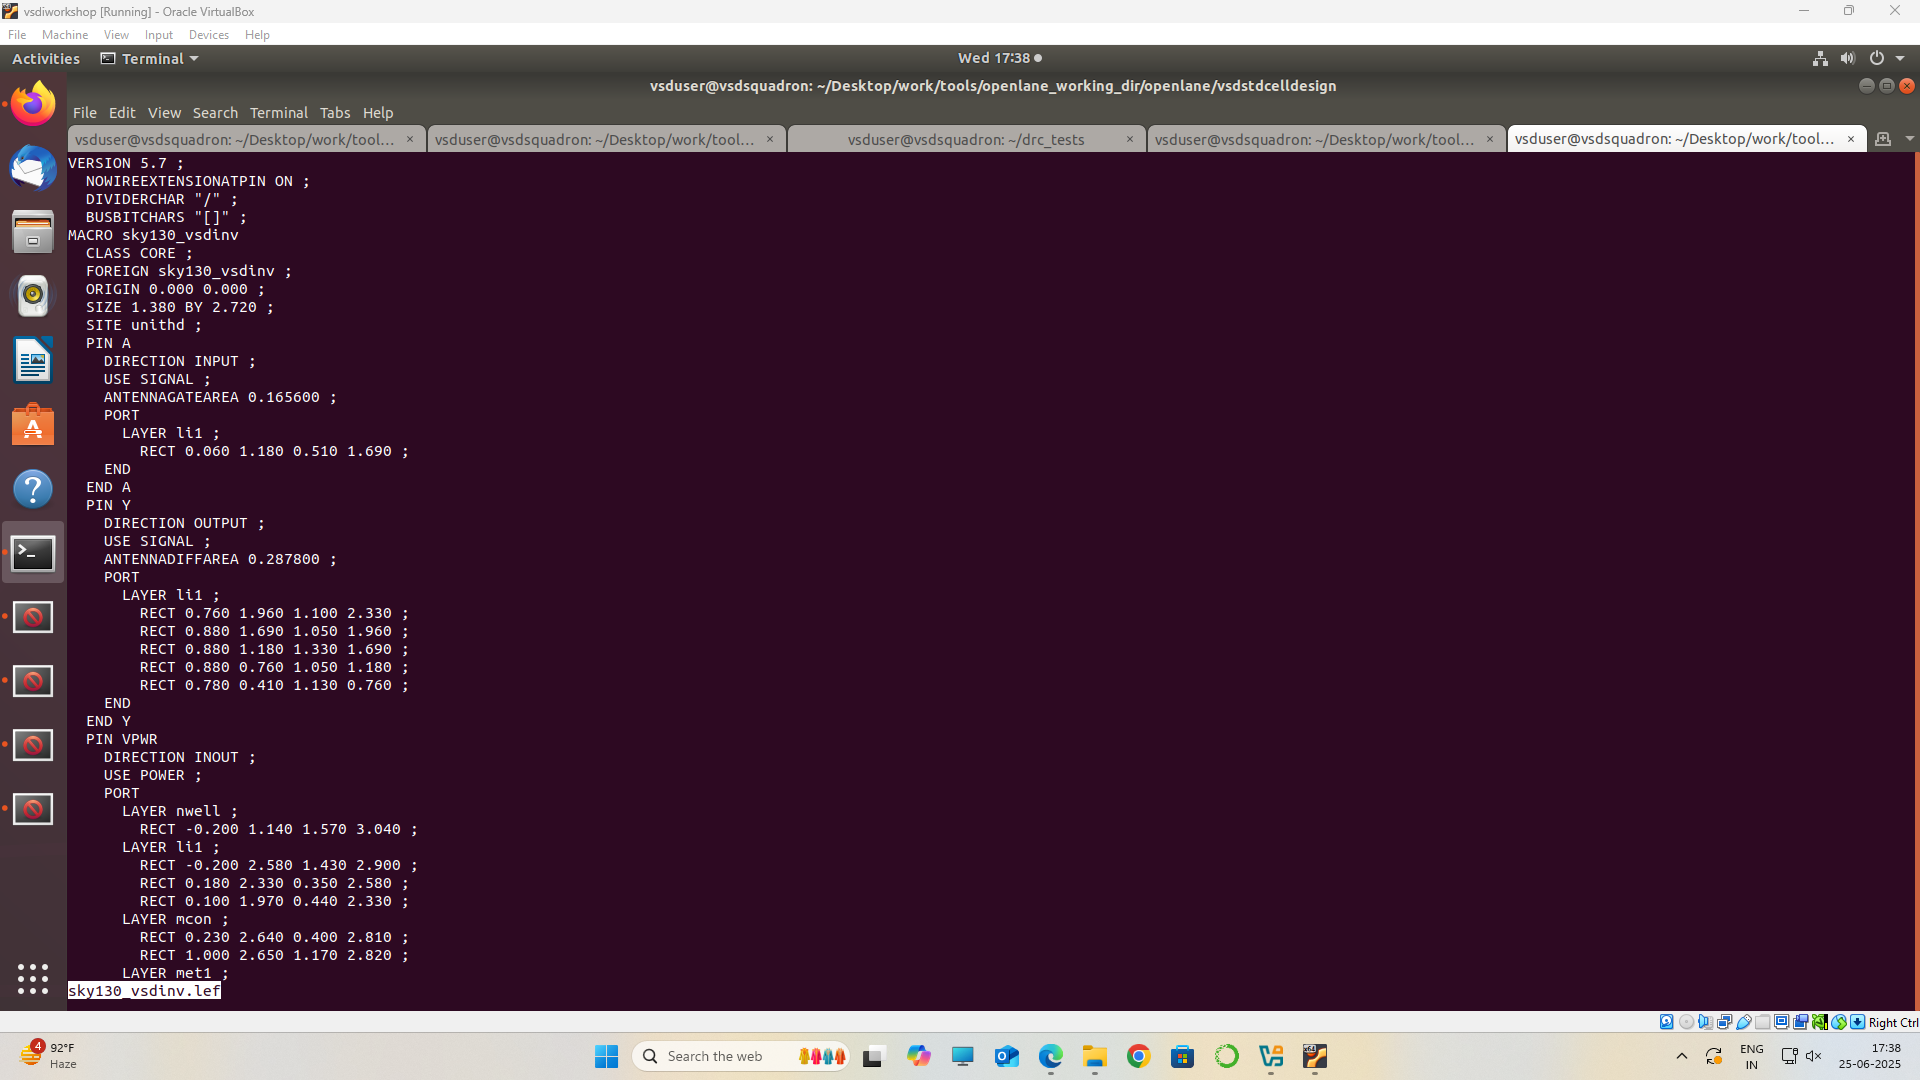 vsdiworkshop [Running] - Oracle VirtualBox
File Machine View Input Devices Help
Activities Terminal Wed 17:38
vsduser@vsdsquadron: ~/Desktop/work/tools/openlane_working_dir/openlane/vsdstdcelldesign
File Edit View Search Terminal Tabs Help
vsduser@vsdsquadron: ~/Desktop/work/tool... × vsduser@vsdsquadron: ~/Desktop/work/tool... × vsduser@vsdsquadron: ~/drc_tests × vsduser@vsdsquadron: ~/Desktop/work/tool... × vsduser@vsdsquadron: ~/Desktop/work/tool... ×
VERSION 5.7 ;
NOWIREEXTENSIONATPIN ON ;
DIVIDERCHAR "/" ;
BUSBITCHARS "[]" ;
MACRO sky130_vsdinv
CLASS CORE ;
FOREIGN sky130_vsdinv ;
ORIGIN 0.000 0.000 ;
SIZE 1.380 BY 2.720 ;
SITE unithd ;
PIN A
DIRECTION INPUT ;
USE SIGNAL ;
ANTENNAGATEAREA 0.165600 ;
PORT
LAYER li1 ;
RECT 0.060 1.180 0.510 1.690 ;
END
END A
PIN Y
DIRECTION OUTPUT ;
USE SIGNAL ;
ANTENNADIFFAREA 0.287800 ;
PORT
LAYER li1 ;
RECT 0.760 1.960 1.100 2.330 ;
RECT 0.880 1.690 1.050 1.960 ;
RECT 0.880 1.180 1.330 1.690 ;
RECT 0.880 0.760 1.050 1.180 ;
RECT 0.780 0.410 1.130 0.760 ;
END
END Y
PIN VPWR
DIRECTION INOUT ;
USE POWER ;
PORT
LAYER nwell ;
RECT -0.200 1.140 1.570 3.040 ;
LAYER li1 ;
RECT -0.200 2.580 1.430 2.900 ;
RECT 0.180 2.330 0.350 2.580 ;
RECT 0.100 1.970 0.440 2.330 ;
LAYER mcon ;
RECT 0.230 2.640 0.400 2.810 ;
RECT 1.000 2.650 1.170 2.820 ;
LAYER met1 ;
sky130_vsdinv.lef
Right Ctrl
4
92°F
Haze
Search the web
ENG
IN
17:38
25-06-2025